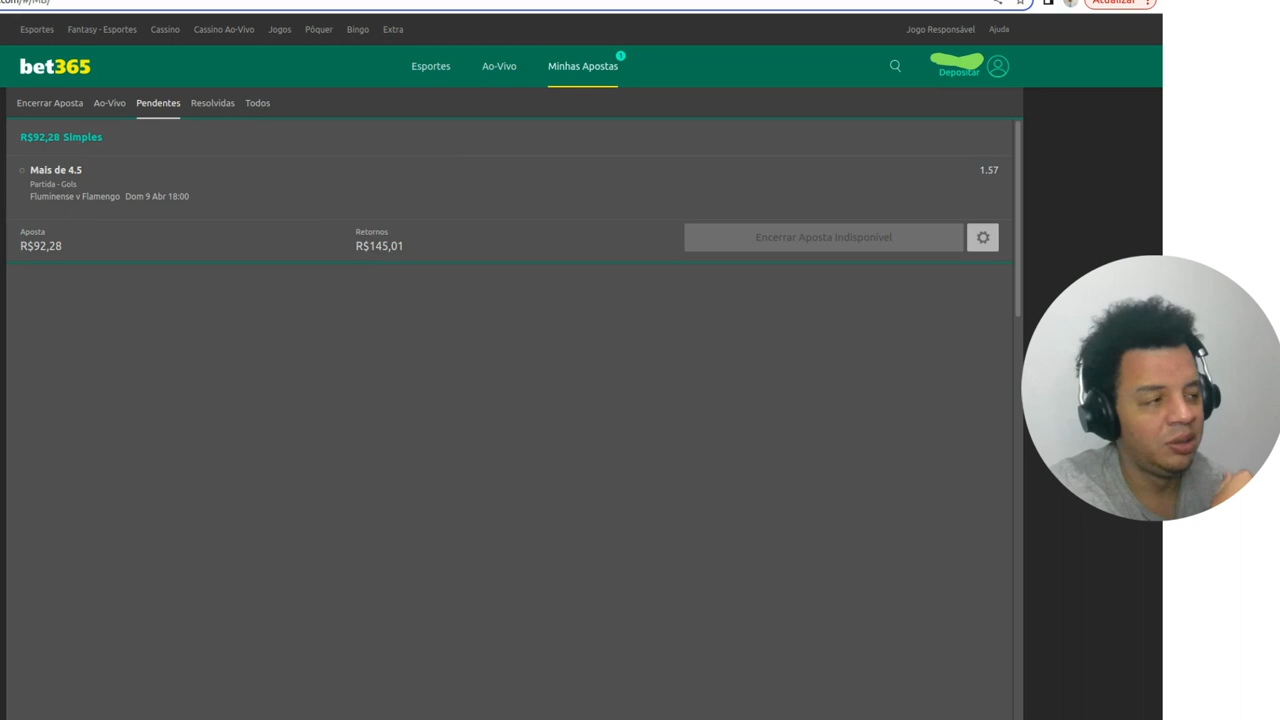 Atualizar
Esportes Fantasy - Esportes Cassino Cassino Ao-Vivo Jogos Pôquer Bingo Extra Jogo Responsável Ajuda
bet365 Esportes Ao-Vivo Minhas Apostas 1 Depositar
Encerrar Aposta Ao-Vivo Pendentes Resolvidas Todos
R$92,28 Simples
Mais de 4.5 1.57
Partida - Gols
Fluminense v Flamengo Dom 9 Abr 18:00
Aposta Retornos
R$92,28 R$145,01 Encerrar Aposta Indisponível